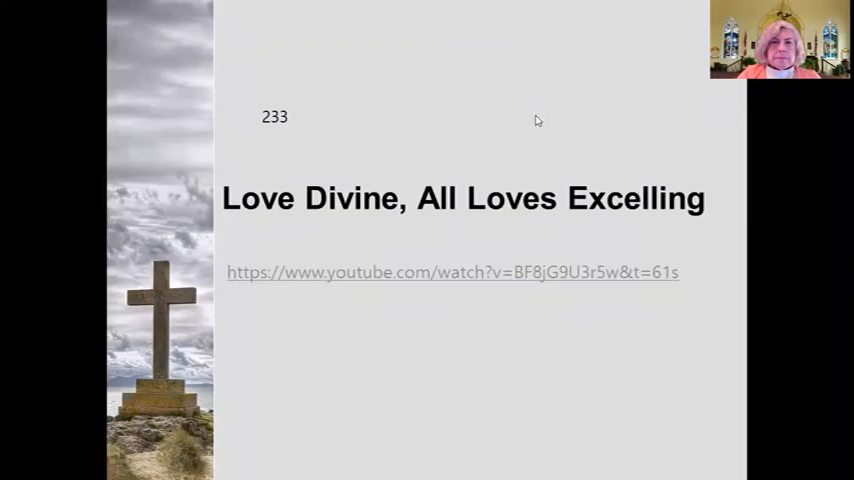 233
Love Divine, All Loves Excelling
https://www.youtube.com/watch?v=BF8jG9U3r5w&t=61s